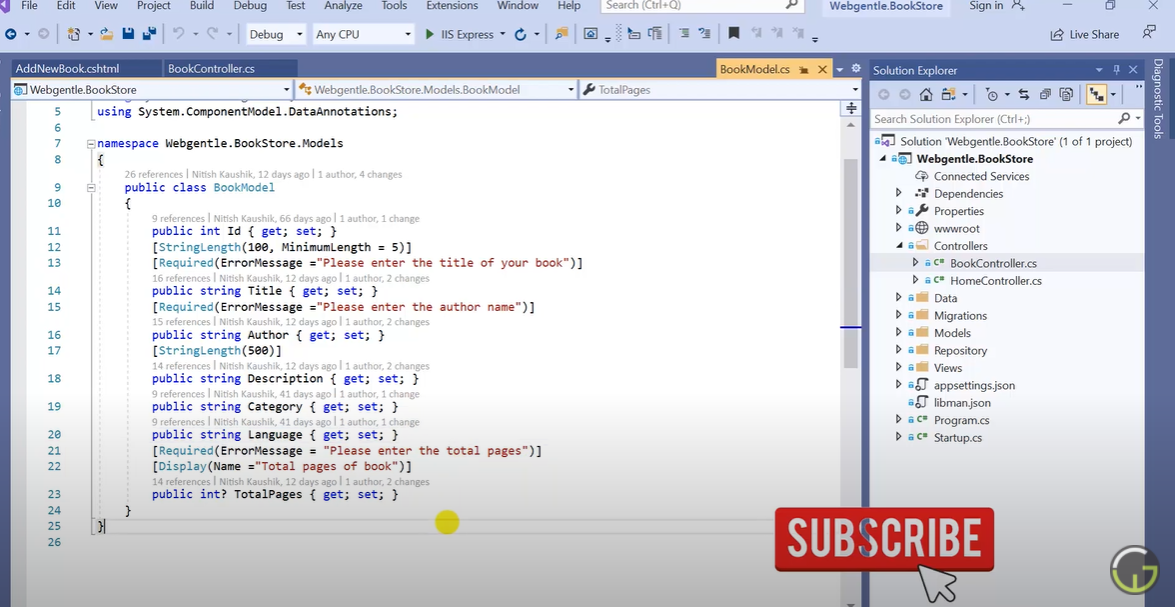 File Edit View Project Build Debug Test Analyze Tools Extensions Window Help Search (Ctrl+Q) Webgentle.BookStore Sign in
Debug Any CPU IIS Express Live Share
AddNewBook.cshtml BookController.cs BookModel.cs
Webgentle.BookStore Webgentle.BookStore.Models.BookModel TotalPages
5 using System.ComponentModel.DataAnnotations;
6
7 namespace Webgentle.BookStore.Models
8 {
26 references | Nitish Kaushik, 12 days ago | 1 author, 4 changes
9 public class BookModel
10 {
9 references | Nitish Kaushik, 66 days ago | 1 author, 1 change
11 public int Id { get; set; }
12 [StringLength(100, MinimumLength = 5)]
13 [Required(ErrorMessage ="Please enter the title of your book")]
16 references | Nitish Kaushik, 12 days ago | 1 author, 2 changes
14 public string Title { get; set; }
15 [Required(ErrorMessage ="Please enter the author name")]
15 references | Nitish Kaushik, 12 days ago | 1 author, 2 changes
16 public string Author { get; set; }
17 [StringLength(500)]
14 references | Nitish Kaushik, 12 days ago | 1 author, 2 changes
18 public string Description { get; set; }
9 references | Nitish Kaushik, 41 days ago | 1 author, 1 change
19 public string Category { get; set; }
9 references | Nitish Kaushik, 41 days ago | 1 author, 1 change
20 public string Language { get; set; }
21 [Required(ErrorMessage = "Please enter the total pages")]
22 [Display(Name ="Total pages of book")]
14 references | Nitish Kaushik, 12 days ago | 1 author, 2 changes
23 public int? TotalPages { get; set; }
24 }
25 }
26
Solution Explorer
Search Solution Explorer (Ctrl+;)
Solution 'Webgentle.BookStore' (1 of 1 project)
Webgentle.BookStore
Connected Services
Dependencies
Properties
wwwroot
Controllers
C# BookController.cs
C# HomeController.cs
Data
Migrations
Models
Repository
Views
appsettings.json
libman.json
C# Program.cs
C# Startup.cs
Diagnostic Tools
SUBSCRIBE